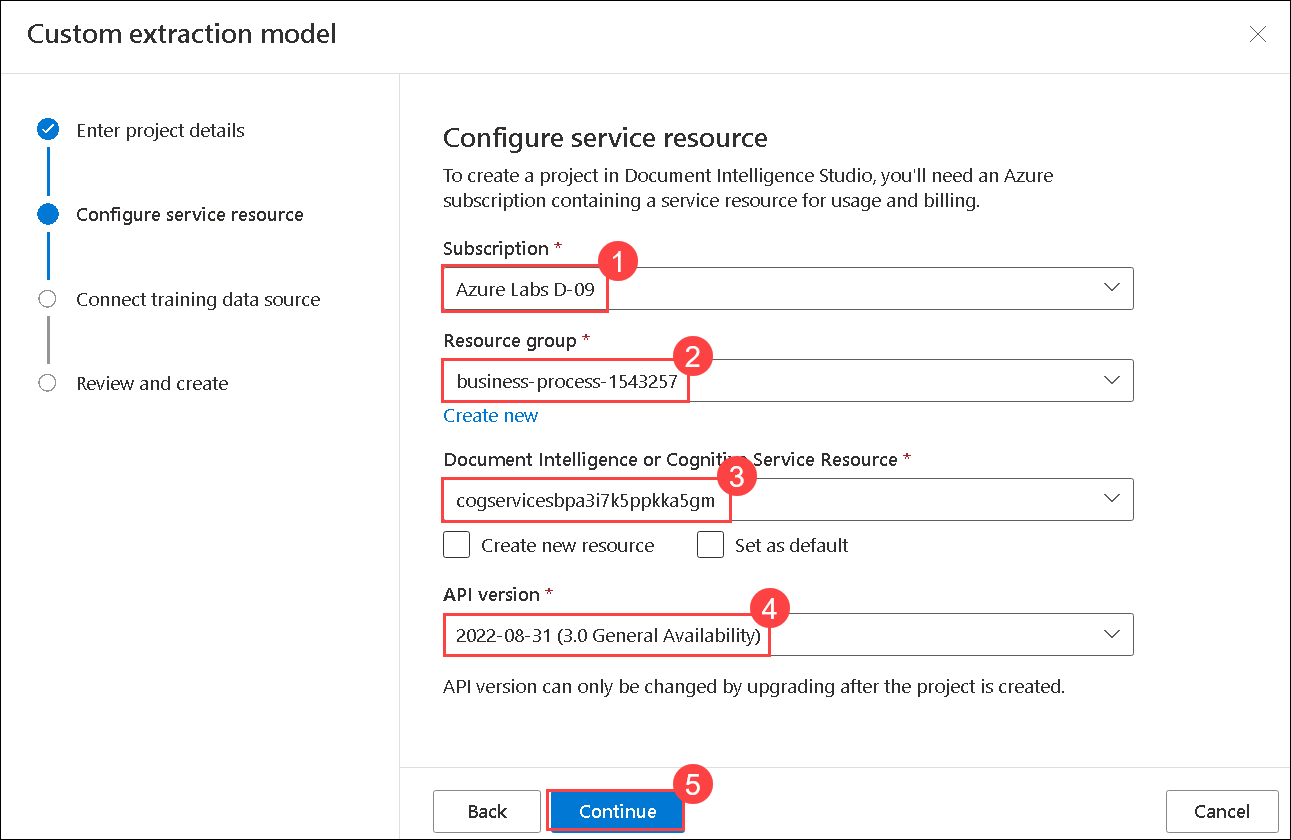 Custom extraction model
Enter project details
Configure service resource
Connect training data source
Review and create
Configure service resource
To create a project in Document Intelligence Studio, you'll need an Azure
subscription containing a service resource for usage and billing.
Subscription *
1
Azure Labs D-09
Resource group *
2
business-process-1543257
Create new
Document Intelligence or Cognitive Service Resource *
3
cogservicesbpa3i7k5ppkka5gm
Create new resource
Set as default
API version *
4
2022-08-31 (3.0 General Availability)
API version can only be changed by upgrading after the project is created.
5
Back
Continue
Cancel